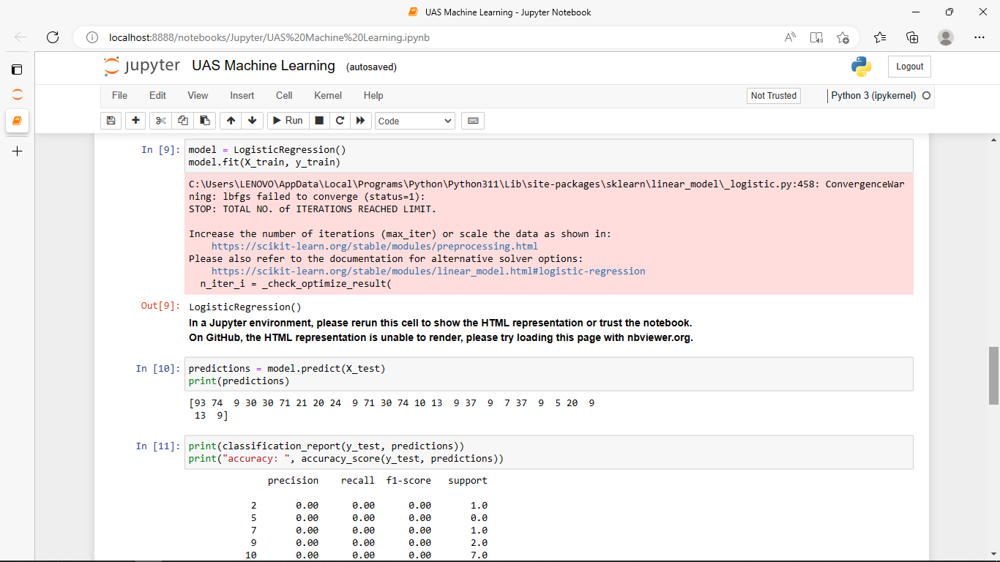 UAS Machine Learning - Jupyter Notebook
localhost:8888/notebooks/Jupyter/UAS%20Machine%20Learning.ipynb
jupyter UAS Machine Learning (autosaved)
Logout
File Edit View Insert Cell Kernel Help
Not Trusted
Python 3 (ipykernel)
Run
Code
In [9]: model = LogisticRegression()
model.fit(X_train, y_train)
C:\Users\LENOVO\AppData\Local\Programs\Python\Python311\Lib\site-packages\sklearn\linear_model\_logistic.py:458: ConvergenceWar
ning: lbfgs failed to converge (status=1):
STOP: TOTAL NO. of ITERATIONS REACHED LIMIT.
Increase the number of iterations (max_iter) or scale the data as shown in:
https://scikit-learn.org/stable/modules/preprocessing.html
Please also refer to the documentation for alternative solver options:
https://scikit-learn.org/stable/modules/linear_model.html#logistic-regression
n_iter_i = _check_optimize_result(
Out[9]: LogisticRegression()
In a Jupyter environment, please rerun this cell to show the HTML representation or trust the notebook.
On GitHub, the HTML representation is unable to render, please try loading this page with nbviewer.org.
In [10]: predictions = model.predict(X_test)
print(predictions)
[93 74  9 30 30 71 21 20 24  9 71 30 74 10 13  9 37  9  7 37  9  5 20  9
13  9]
In [11]: print(classification_report(y_test, predictions))
print("accuracy: ", accuracy_score(y_test, predictions))
precision recall f1-score support
2 0.00 0.00 0.00 1.0
5 0.00 0.00 0.00 0.0
7 0.00 0.00 0.00 1.0
9 0.00 0.00 0.00 2.0
10 0.00 0.00 0.00 7.0